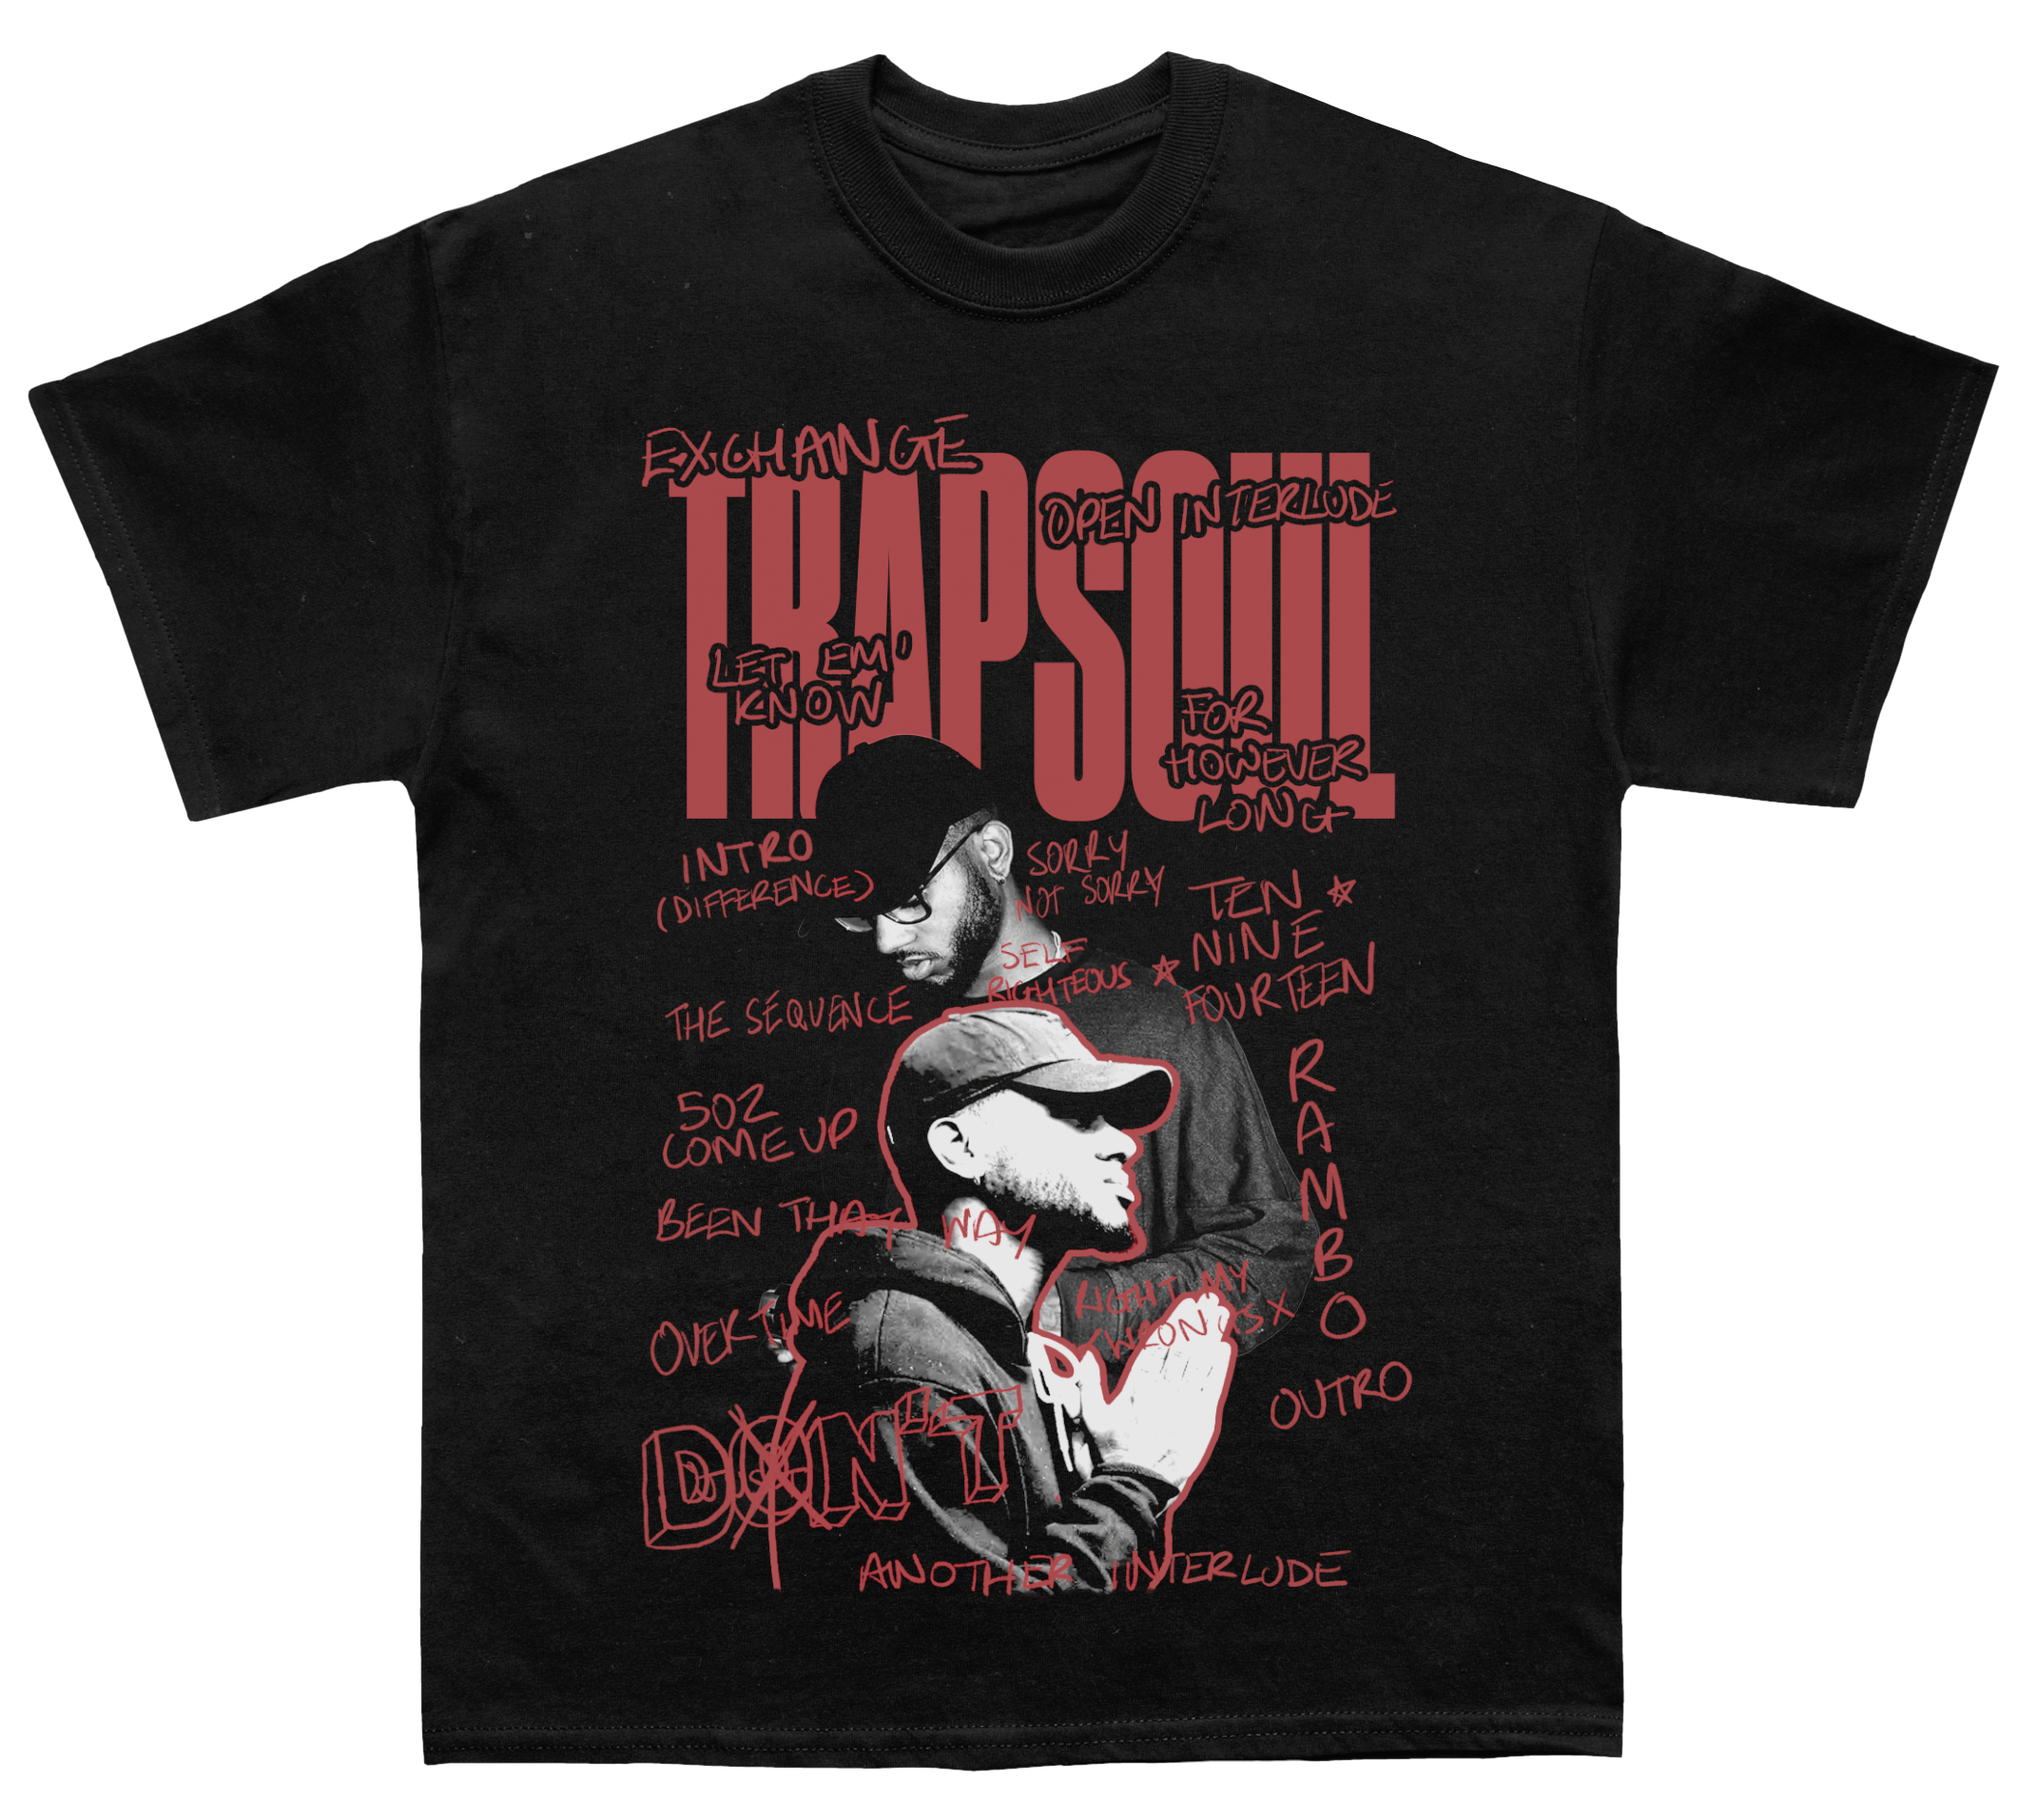 EXCHANGE
TRAPSOUL
OPEN INTERLUDE
LET EM'
KNOW
FOR
HOWEVER
LONG
INTRO
(DIFFERENCE)
SORRY
NOT SORRY
TEN
NINE
FOURTEEN
SELF
RIGHTEOUS
THE SEQUENCE
502
COME UP
RAMBO
BEEN THAT WAY
RIGHT MY
WRONGS
OVERTIME
OUTRO
DON'T
ANOTHER INTERLUDE